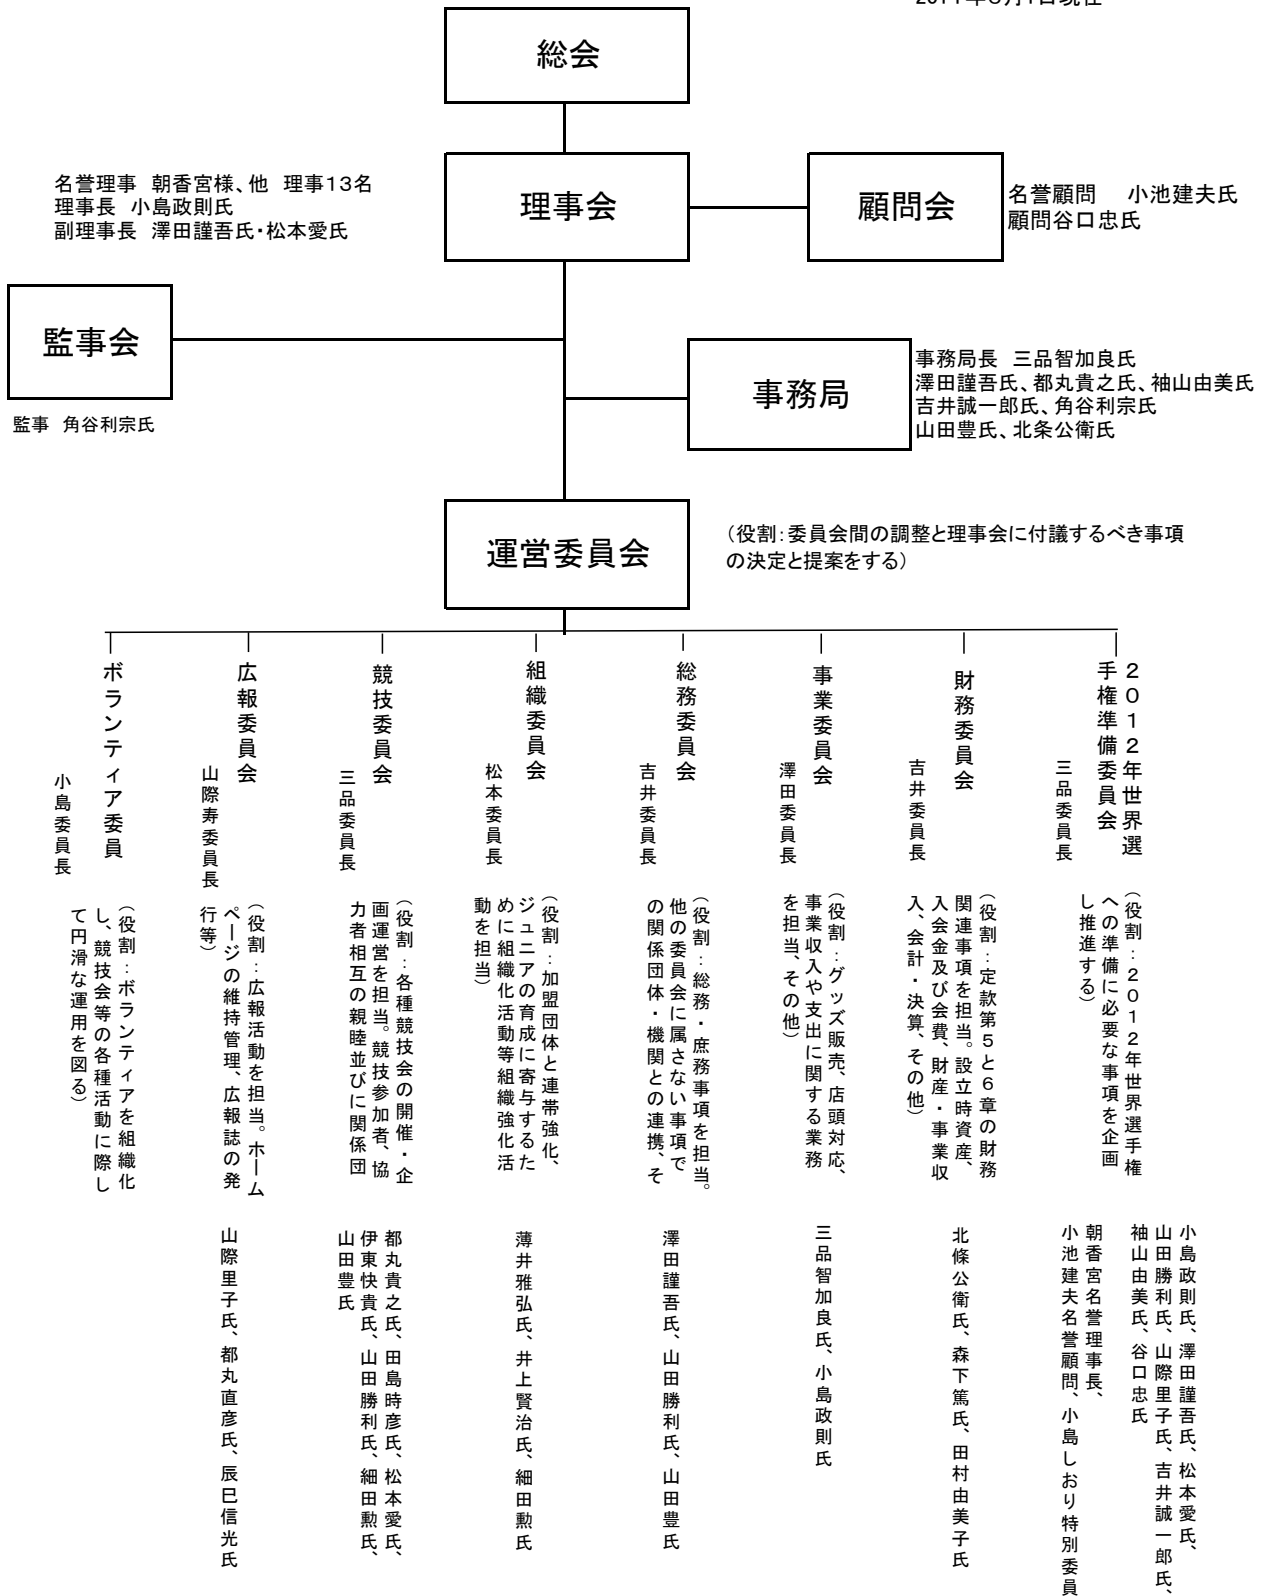 2011年5月1日現在
総会
理事会
顧問会
名誉理事 朝香宮様、他 理事13名
理事長 小島政則氏
副理事長 澤田謹吾氏・松本愛氏
名誉顧問 小池建夫氏
顧問谷口忠氏
監事会
監事 角谷利宗氏
事務局
事務局長 三品智加良氏
澤田謹吾氏、都丸貴之氏、袖山由美氏
吉井誠一郎氏、角谷利宗氏
山田豊氏、北条公衛氏
運営委員会
（役割：委員会間の調整と理事会に付議するべき事項
の決定と提案をする）
２０１２年世界選
手権準備委員会
三品委員長
（役割：２０１２年世界選手権
への準備に必要な事項を企画
し推進する）
小島政則氏、澤田謹吾氏、松本愛氏、
山田勝利氏、山際里子氏、吉井誠一郎氏、
袖山由美氏、谷口忠氏
朝香宮名誉理事長、
小池建夫名誉顧問、小島しおり特別委員
財務委員会
吉井委員長
（役割：定款第５と６章の財務
関連事項を担当。設立時資産、
入会金及び会費、財産・事業収
入、会計・決算、その他）
北條公衛氏、森下篤氏、田村由美子氏
事業委員会
澤田委員長
（役割：グッズ販売、店頭対応、
事業収入や支出に関する業務
を担当、その他）
三品智加良氏、小島政則氏
総務委員会
吉井委員長
（役割：総務・庶務事項を担当。
他の委員会に属さない事項で
の関係団体・機関との連携、そ
澤田謹吾氏、山田勝利氏、山田豊氏
組織委員会
松本委員長
（役割：加盟団体と連帯強化、
ジュニアの育成に寄与するた
めに組織化活動等組織強化活
動を担当）
薄井雅弘氏、井上賢治氏、細田勲氏
競技委員会
三品委員長
（役割：各種競技会の開催・企
画運営を担当。競技参加者、協
力者相互の親睦並びに関係団
都丸貴之氏、田島時彦氏、松本愛氏、
伊東快貴氏、山田勝利氏、細田勲氏、
山田豊氏
広報委員会
山際寿委員長
（役割：広報活動を担当。ホーム
ページの維持管理、広報誌の発
行等）
山際里子氏、都丸直彦氏、辰巳信光氏
ボランティア委員
小島委員長
（役割：ボランティアを組織化
し、競技会等の各種活動に際し
て円滑な運用を図る）